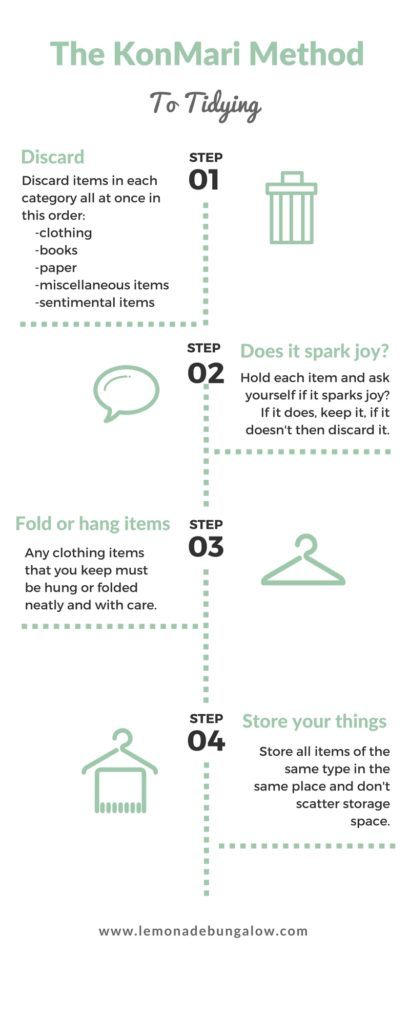 The KonMari Method
To Tidying
STEP
01
Discard
Discard items in each
category all at once in
this order:
-clothing
-books
-paper
-miscellaneous items
-sentimental items
STEP
02
Does it spark joy?
Hold each item and ask
yourself if it sparks joy?
If it does, keep it, if it
doesn't then discard it.
STEP
03
Fold or hang items
Any clothing items
that you keep must
be hung or folded
neatly and with care.
STEP
04
Store your things
Store all items of the
same type in the
same place and don't
scatter storage
space.
www.lemonadebungalow.com